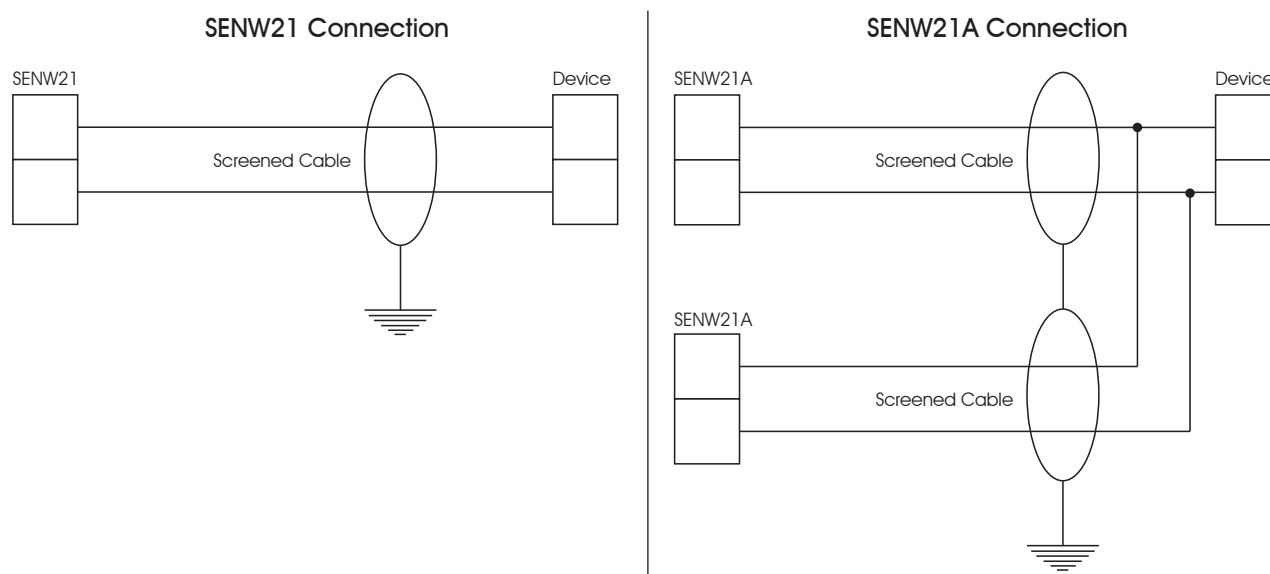 SENW21 Connection
SENW21
Device
Screened Cable
SENW21A Connection
SENW21A
Device
Screened Cable
SENW21A
Screened Cable